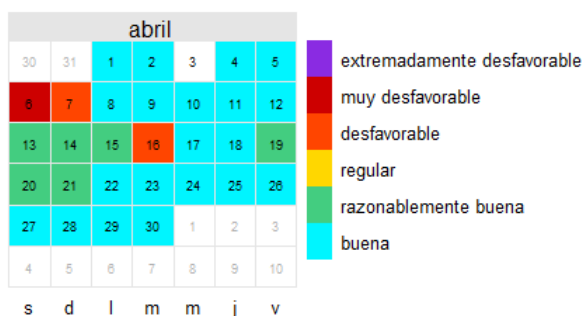 abril
30 31 1 2 3 4 5
6 7 8 9 10 11 12
13 14 15 16 17 18 19
20 21 22 23 24 25 26
27 28 29 30 1 2 3
4 5 6 7 8 9 10
s d l m m j v
extremadamente desfavorable
muy desfavorable
desfavorable
regular
razonablemente buena
buena